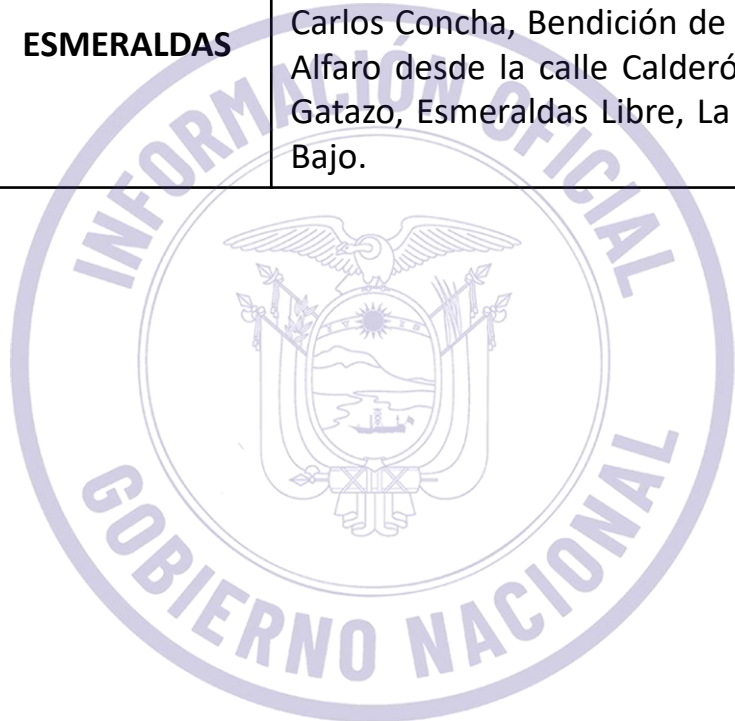 ESMERALDAS
Carlos Concha, Bendición de
Alfaro desde la calle Calderó
Gatazo, Esmeraldas Libre, La
Bajo.
INFORMACIÓN OFICIAL
GOBIERNO NACIONAL